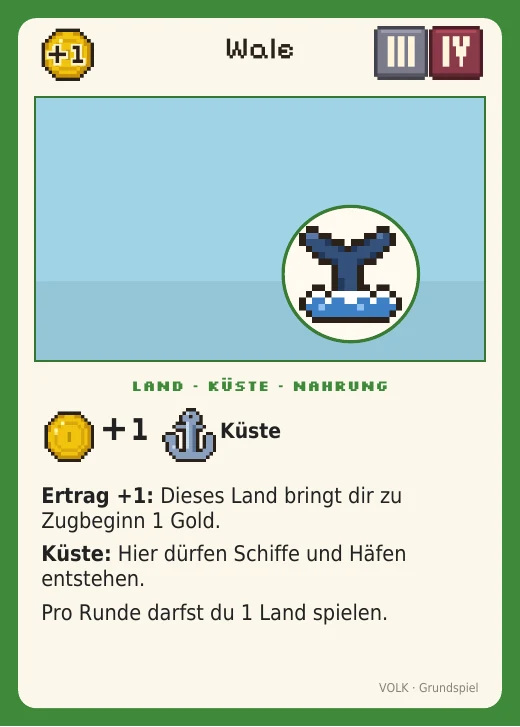 +1 Wale III IV
LAND - KÜSTE - NAHRUNG
+1 Küste
Ertrag +1: Dieses Land bringt dir zu
Zugbeginn 1 Gold.
Küste: Hier dürfen Schiffe und Häfen
entstehen.
Pro Runde darfst du 1 Land spielen.
VOLK · Grundspiel